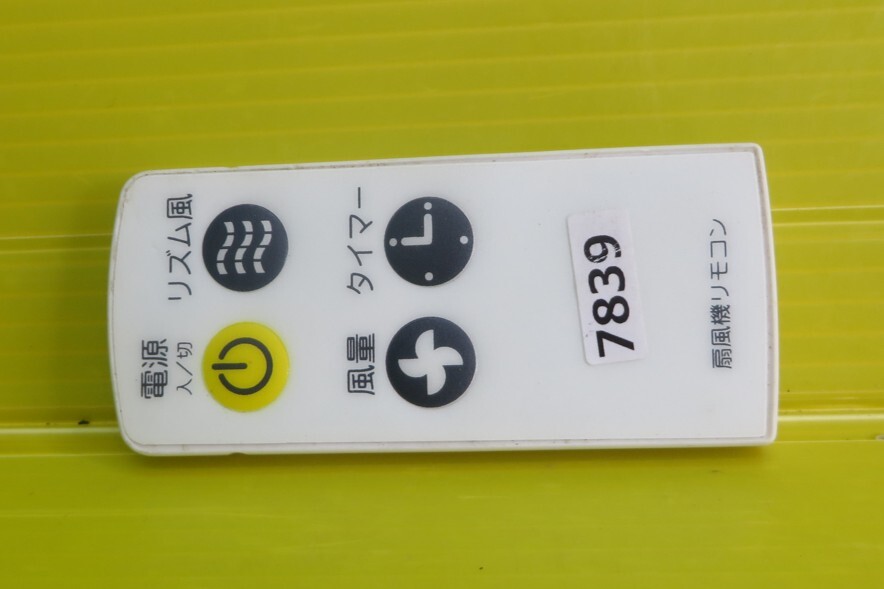 電源
入／切
リズム風
風量
タイマー
7839
扇風機リモコン